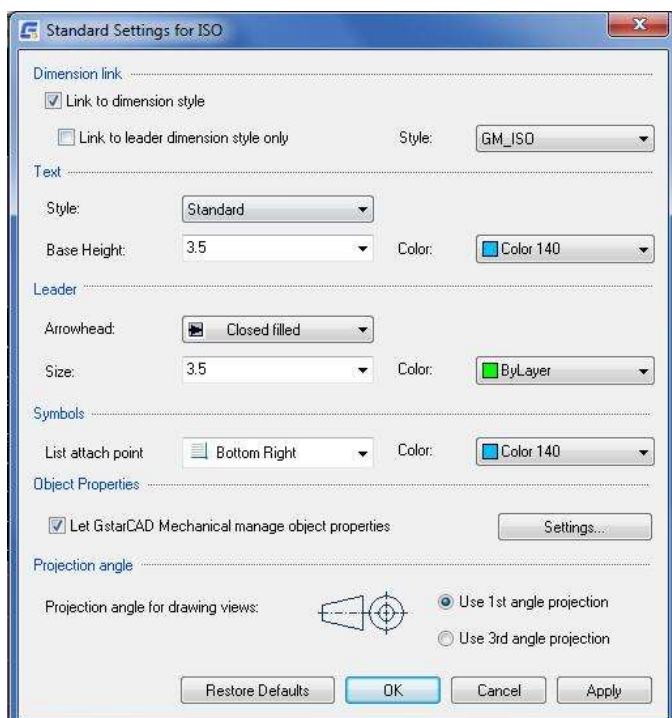 Standard Settings for ISO
Dimension link
Link to dimension style
Link to leader dimension style only Style: GM_ISO
Text
Style: Standard
Base Height: 3.5 Color: Color 140
Leader
Arrowhead: Closed filled
Size: 3.5 Color: ByLayer
Symbols
List attach point Bottom Right Color: Color 140
Object Properties
Let GstarCAD Mechanical manage object properties Settings...
Projection angle
Projection angle for drawing views: Use 1st angle projection
Use 3rd angle projection
Restore Defaults OK Cancel Apply